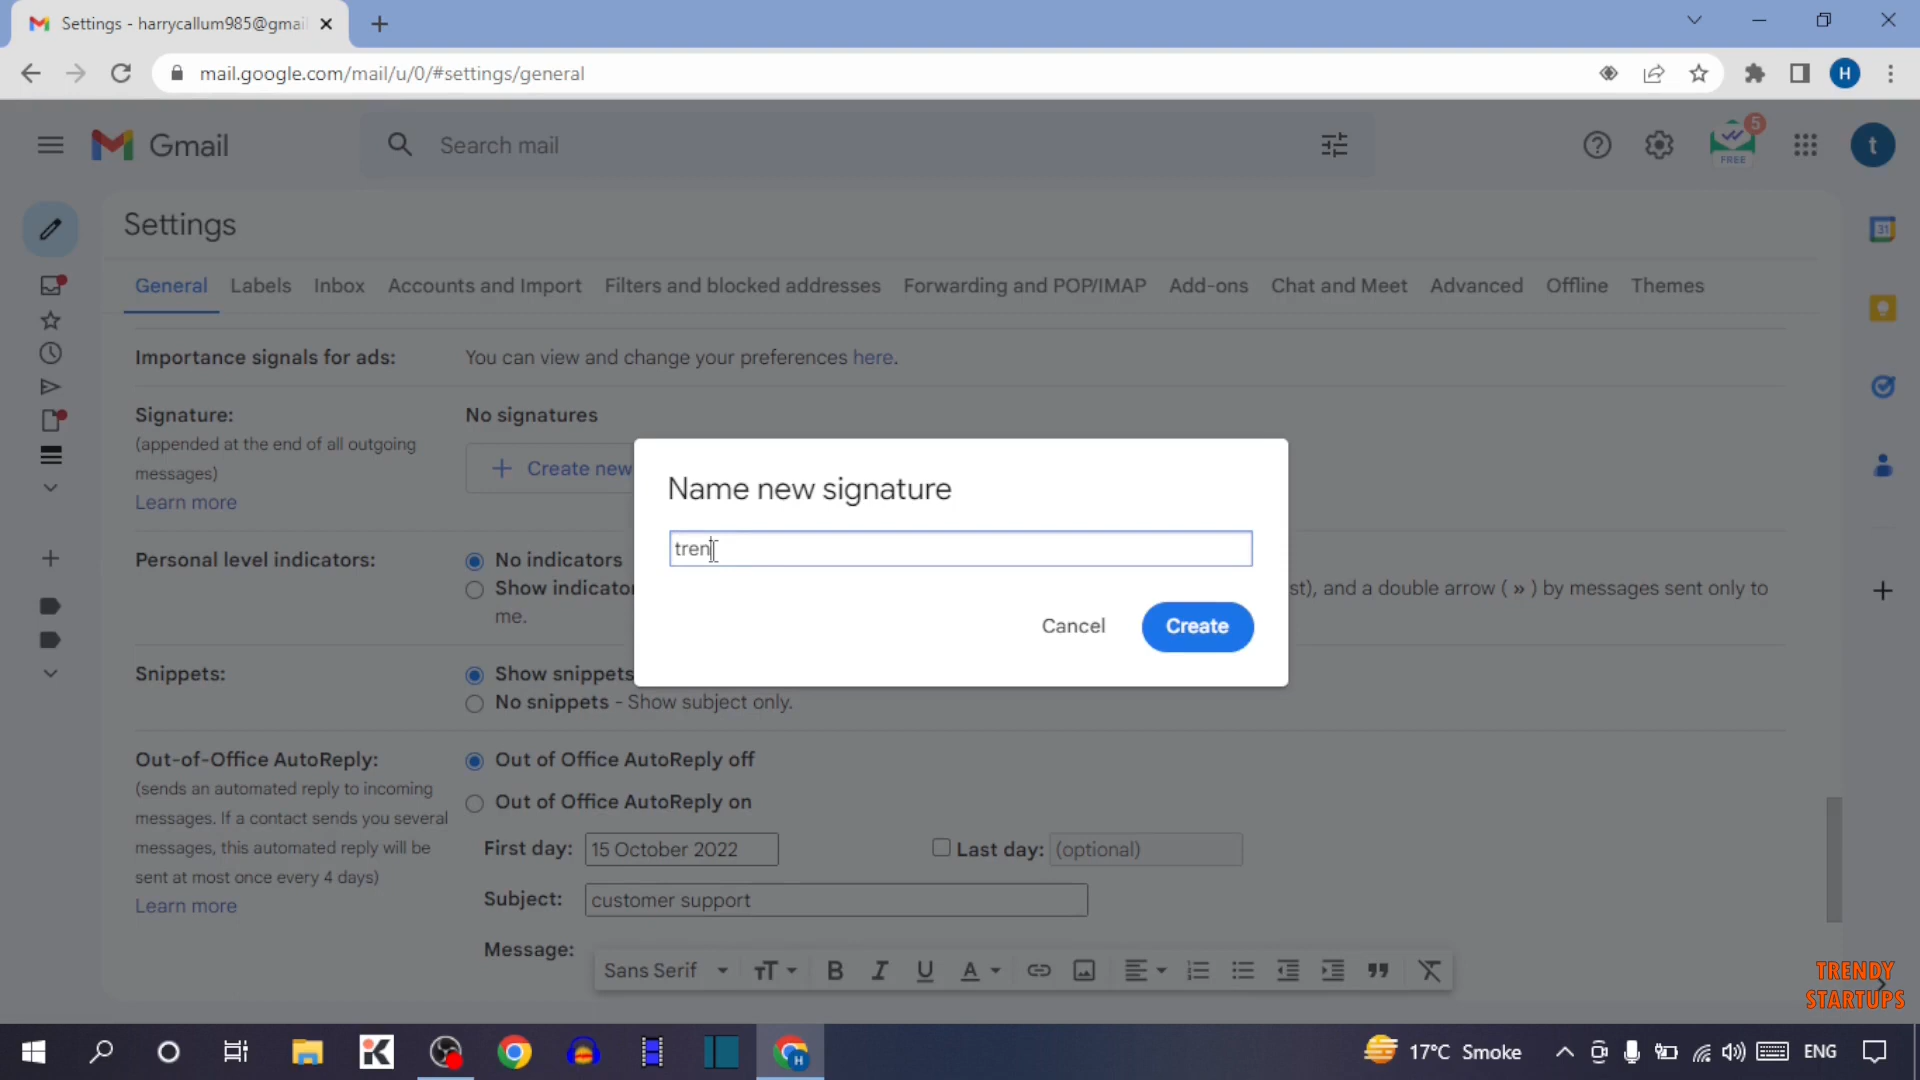 Settings - harrycallum985@gmai
mail.google.com/mail/u/0/#settings/general
H
Gmail
Search mail
5
FREE
t
Settings
31
General Labels Inbox Accounts and Import Filters and blocked addresses Forwarding and POP/IMAP Add-ons Chat and Meet Advanced Offline Themes
Importance signals for ads: You can view and change your preferences here.
Signature: No signatures
(appended at the end of all outgoing
messages)
Create new
Learn more
Name new signature
tren
Cancel Create
Personal level indicators: No indicators
Show indicator st), and a double arrow ( » ) by messages sent only to
me.
Snippets: Show snippets
No snippets - Show subject only.
Out-of-Office AutoReply: Out of Office AutoReply off
(sends an automated reply to incoming
messages. If a contact sends you several
messages, this automated reply will be
sent at most once every 4 days)
Learn more
Out of Office AutoReply on
First day: 15 October 2022 Last day: (optional)
Subject: customer support
Message:
Sans Serif
TRENDY
STARTUPS
17°C Smoke ENG